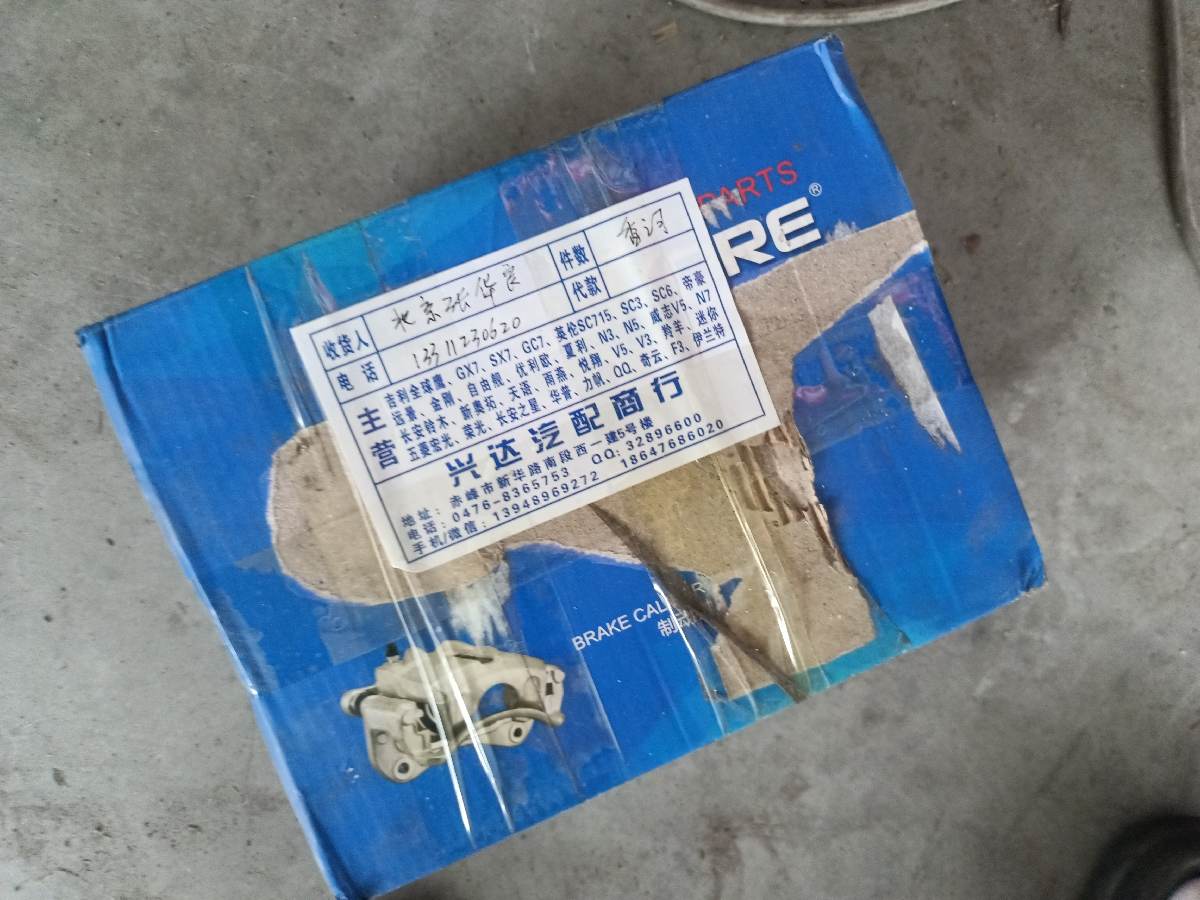 PARTS
RE®
收货人 北京张华良 件数 香河
电话 13311230620 代款
主营
吉利全球鹰、GX7、SX7、GC7、英伦SC715、SC3、SC6、帝豪
远景、金刚、自由舰、优利欧、夏利、N3、N5、威志V5、N7
长安铃木、新奥拓、天语、雨燕、悦翔、V5、V3、羚羊、迷你
五菱宏光、荣光、长安之星、华普、力帆、QQ、奇云、F3、伊兰特
兴达汽配商行
地址：赤峰市新华路南段西一建5号楼
电话：0476-8365753 QQ：32896600
手机/微信：13948969272 18647686020
BRAKE CAL
制动